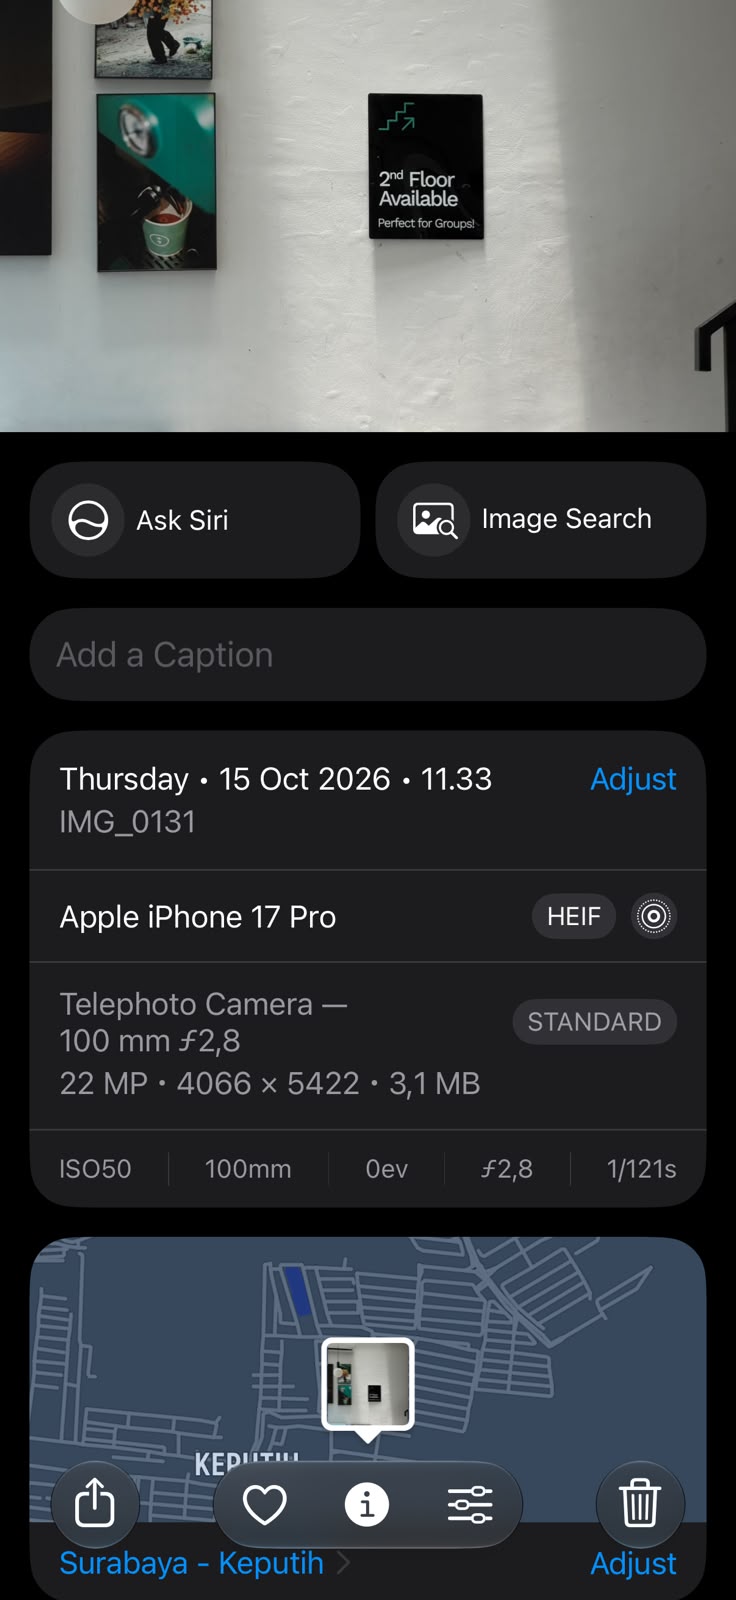 2nd Floor
Available
Perfect for Groups!
Ask Siri
Image Search
Add a Caption
Thursday • 15 Oct 2026 • 11.33
Adjust
IMG_0131
Apple iPhone 17 Pro
HEIF
Telephoto Camera —
100 mm ƒ2,8
STANDARD
22 MP • 4066 × 5422 • 3,1 MB
ISO50
100mm
0ev
ƒ2,8
1/121s
KEPUTIH
Surabaya - Keputih
Adjust